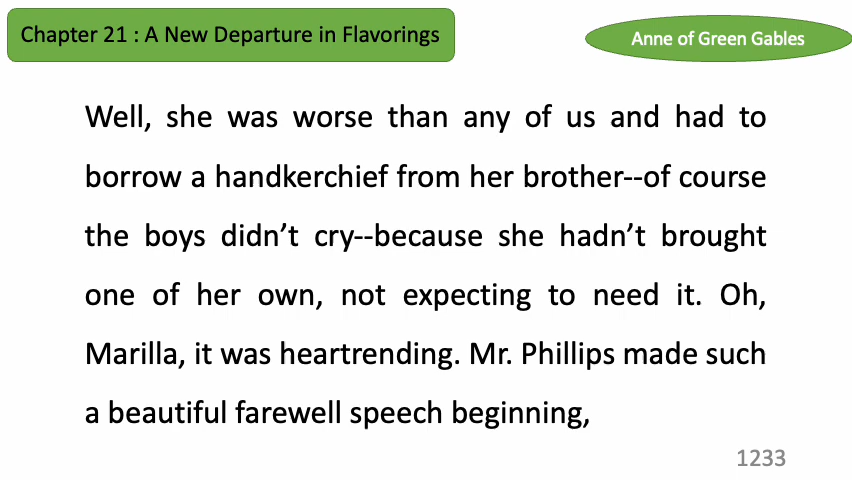 Chapter 21 : A New Departure in Flavorings
Anne of Green Gables
Well, she was worse than any of us and had to
borrow a handkerchief from her brother--of course
the boys didn’t cry--because she hadn’t brought
one of her own, not expecting to need it. Oh,
Marilla, it was heartrending. Mr. Phillips made such
a beautiful farewell speech beginning,
1233